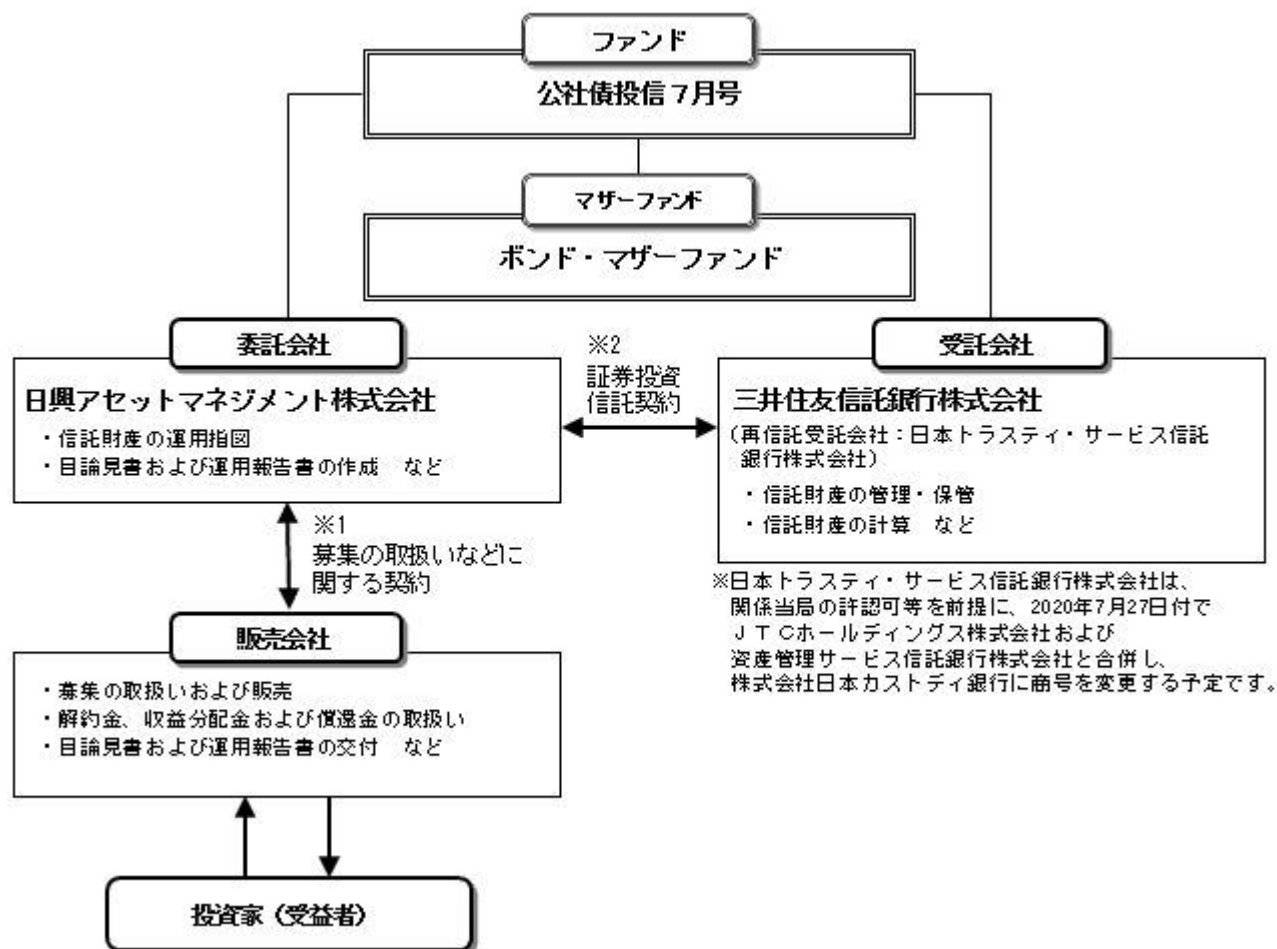 ファンド
公社債投信7月号
マザーファンド
ボンド・マザーファンド
委託会社
日興アセットマネジメント株式会社
・信託財産の運用指図
・目論見書および運用報告書の作成　など
※2
証券投資
信託契約
受託会社
三井住友信託銀行株式会社
(再信託受託会社：日本トラスティ・サービス信託
銀行株式会社)
・信託財産の管理・保管
・信託財産の計算　など
※1
募集の取扱いなどに
関する契約
※日本トラスティ・サービス信託銀行株式会社は、
関係当局の許認可等を前提に、2020年7月27日付で
ＪＴＣホールディングス株式会社および
資産管理サービス信託銀行株式会社と合併し、
株式会社日本カストディ銀行に商号を変更する予定です。
販売会社
・募集の取扱いおよび販売
・解約金、収益分配金および償還金の取扱い
・目論見書および運用報告書の交付　など
投資家（受益者）